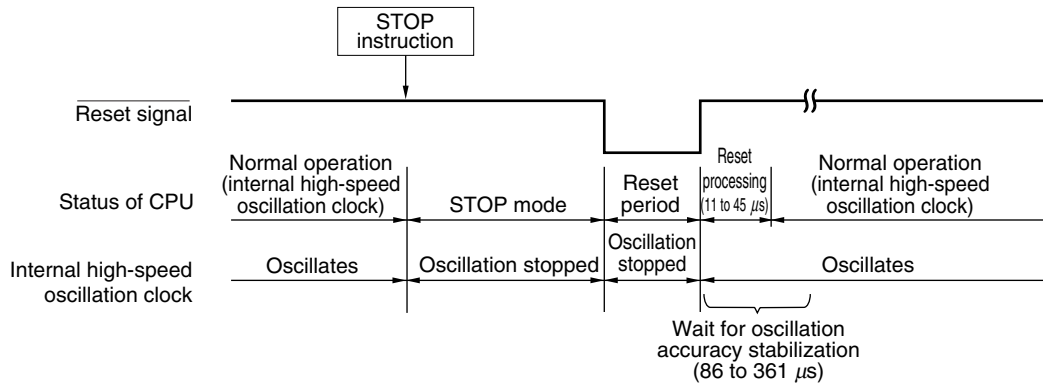 STOP
instruction
Reset signal
Status of CPU
Normal operation
(internal high-speed
oscillation clock)
STOP mode
Reset
period
Reset
processing
(11 to 45 μs)
Normal operation
(internal high-speed
oscillation clock)
Internal high-speed
oscillation clock
Oscillates
Oscillation stopped
Oscillation
stopped
Oscillates
Wait for oscillation
accuracy stabilization
(86 to 361 μs)